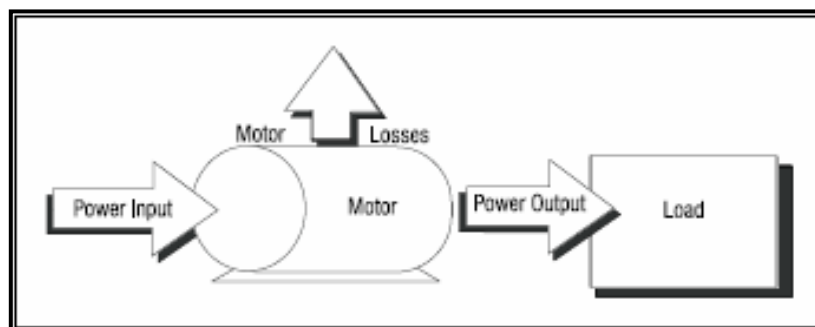 Motor Losses
Power Input
Motor
Power Output
Load